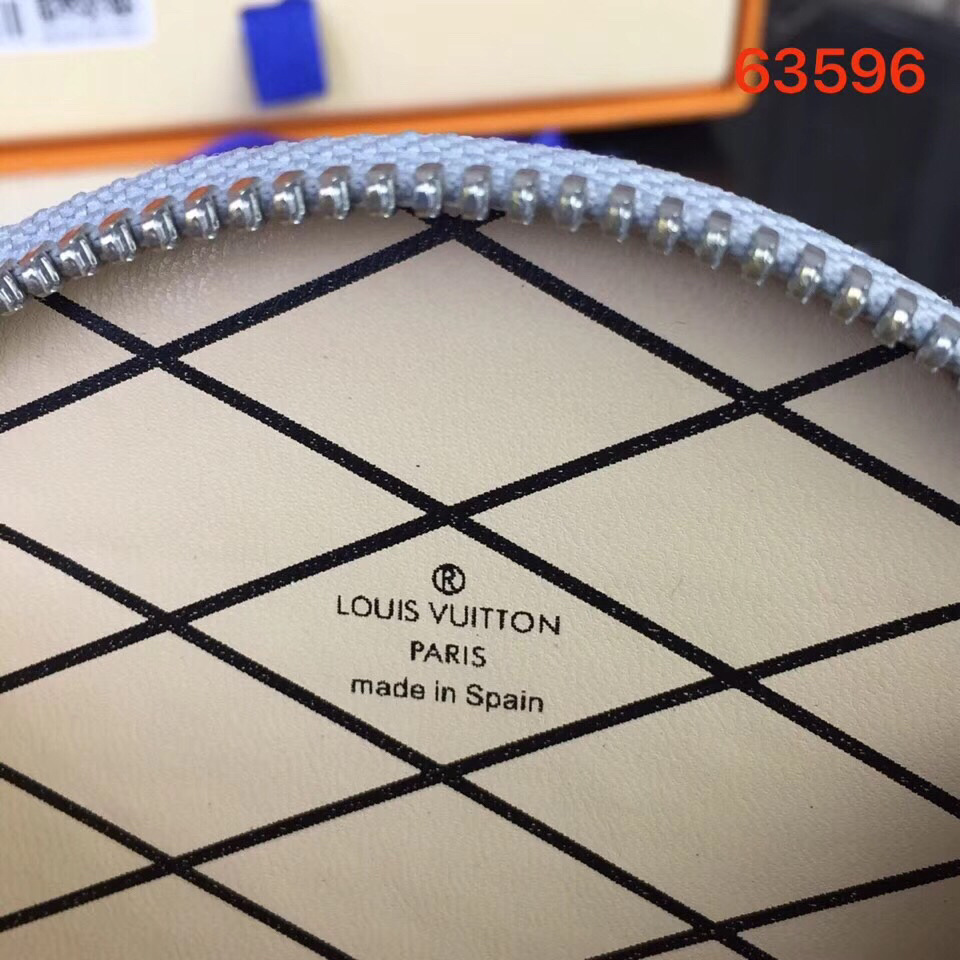 63596
®
LOUIS VUITTON
PARIS
made in Spain